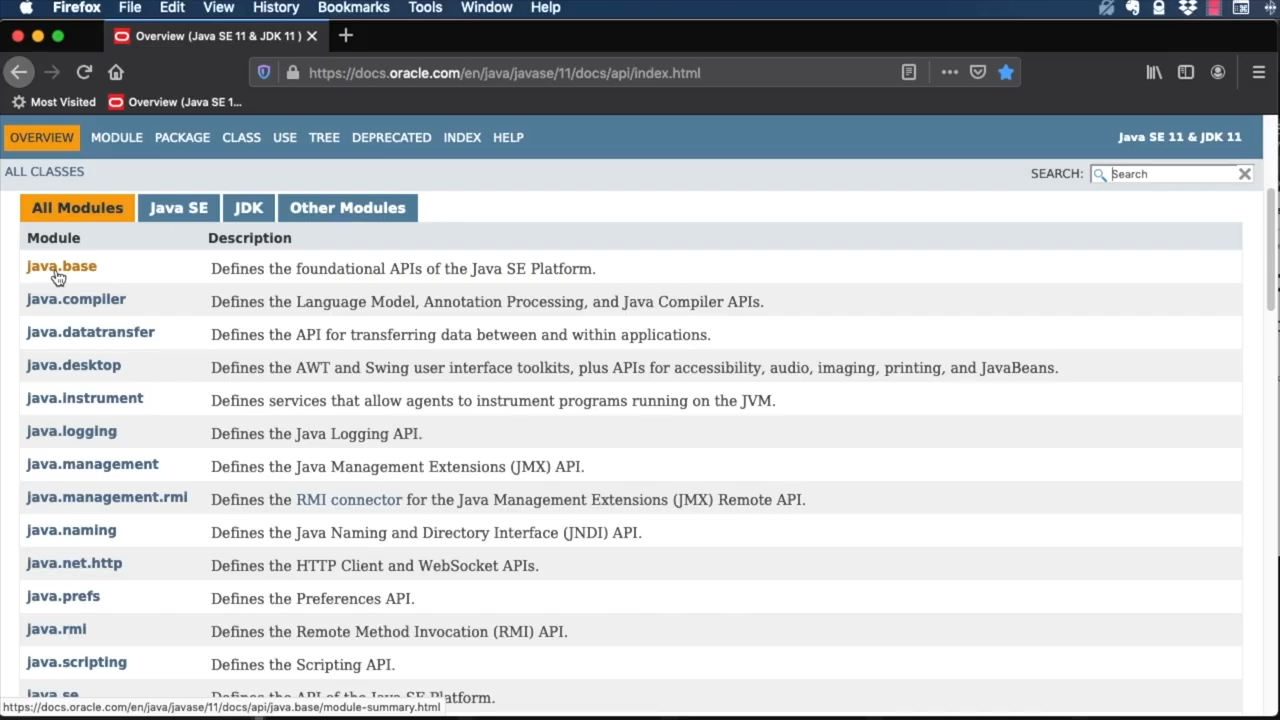 Firefox File Edit View History Bookmarks Tools Window Help
Overview (Java SE 11 & JDK 11 )
https://docs.oracle.com/en/java/javase/11/docs/api/index.html
Most Visited Overview (Java SE 1...
OVERVIEW MODULE PACKAGE CLASS USE TREE DEPRECATED INDEX HELP Java SE 11 & JDK 11
ALL CLASSES SEARCH: Search
All Modules Java SE JDK Other Modules
Module Description
java.base Defines the foundational APIs of the Java SE Platform.
java.compiler Defines the Language Model, Annotation Processing, and Java Compiler APIs.
java.datatransfer Defines the API for transferring data between and within applications.
java.desktop Defines the AWT and Swing user interface toolkits, plus APIs for accessibility, audio, imaging, printing, and JavaBeans.
java.instrument Defines services that allow agents to instrument programs running on the JVM.
java.logging Defines the Java Logging API.
java.management Defines the Java Management Extensions (JMX) API.
java.management.rmi Defines the RMI connector for the Java Management Extensions (JMX) Remote API.
java.naming Defines the Java Naming and Directory Interface (JNDI) API.
java.net.http Defines the HTTP Client and WebSocket APIs.
java.prefs Defines the Preferences API.
java.rmi Defines the Remote Method Invocation (RMI) API.
java.scripting Defines the Scripting API.
java.se Defines the API of the Java SE Platform.
https://docs.oracle.com/en/java/javase/11/docs/api/java.base/module-summary.html